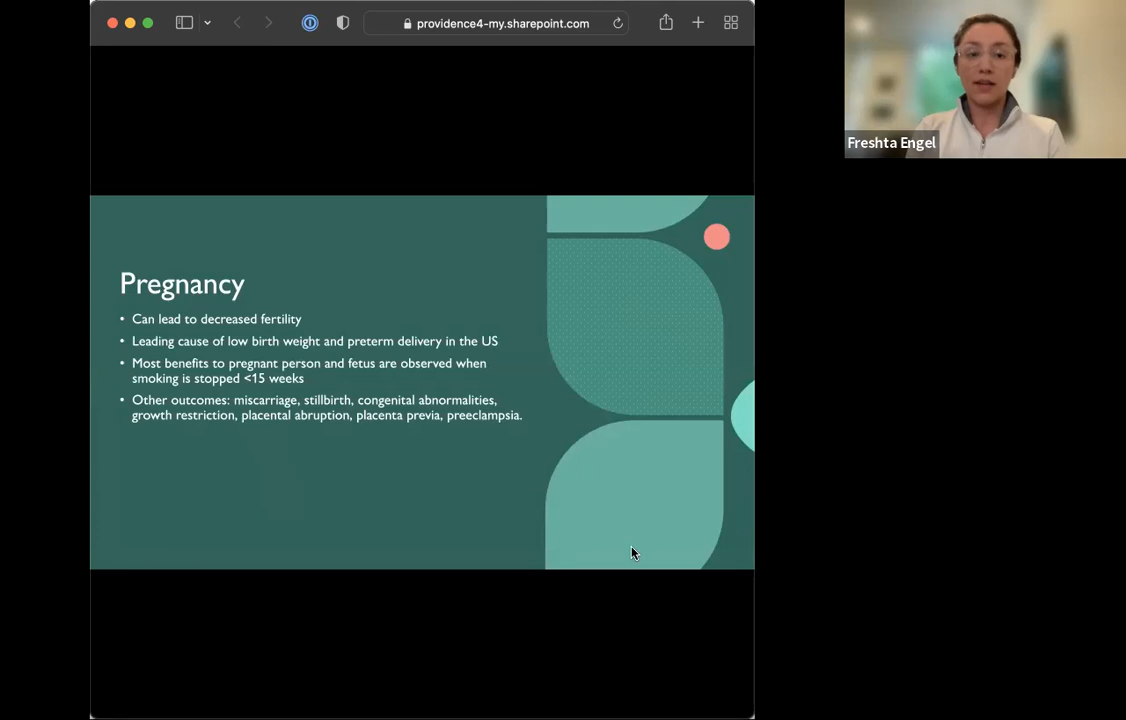 providence4-my.sharepoint.com
Freshta Engel
Pregnancy
• Can lead to decreased fertility
• Leading cause of low birth weight and preterm delivery in the US
• Most benefits to pregnant person and fetus are observed when
smoking is stopped <15 weeks
• Other outcomes: miscarriage, stillbirth, congenital abnormalities,
growth restriction, placental abruption, placenta previa, preeclampsia.